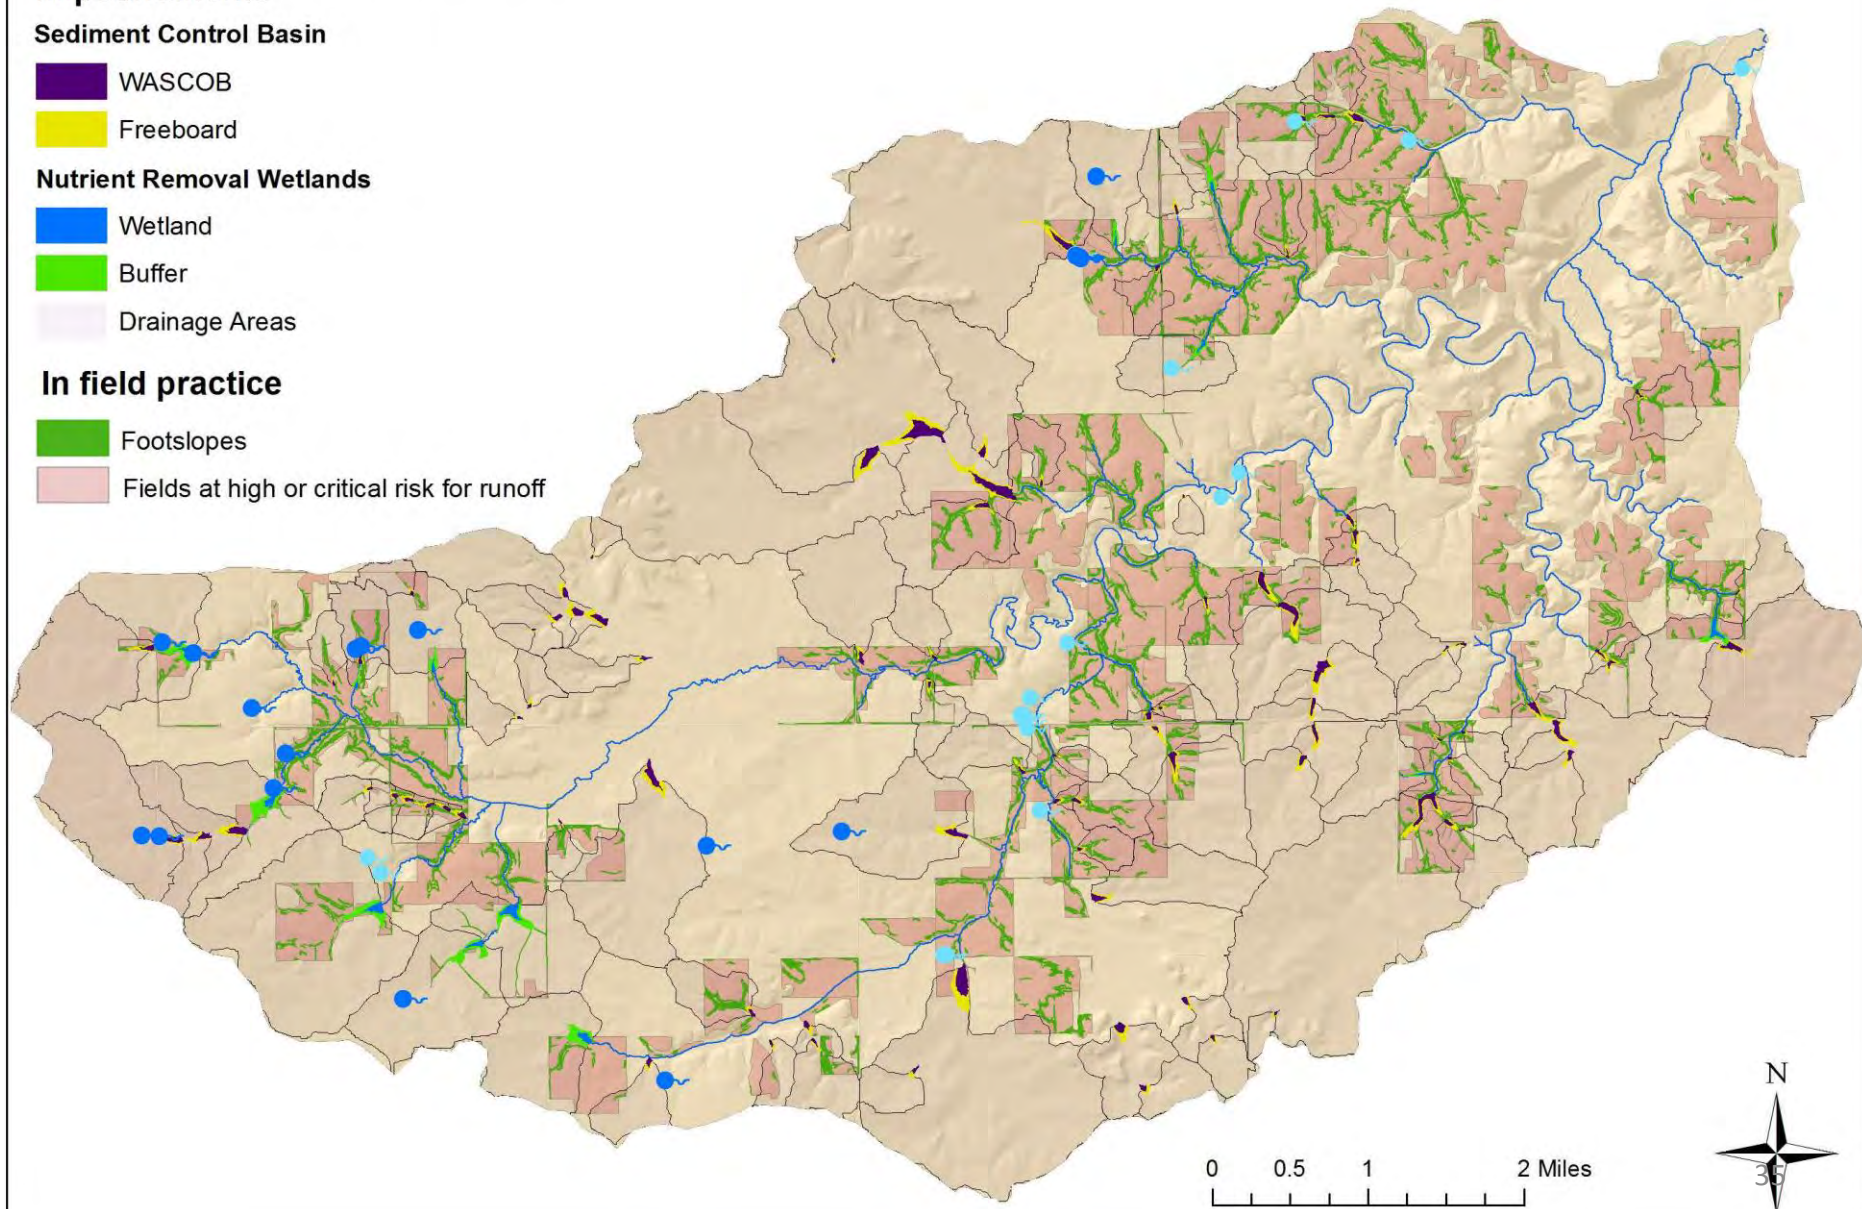 Sediment Control Basin
WASCOB
Freeboard
Nutrient Removal Wetlands
Wetland
Buffer
Drainage Areas
In field practice
Footslopes
Fields at high or critical risk for runoff
N
35
0 0.5 1 2 Miles